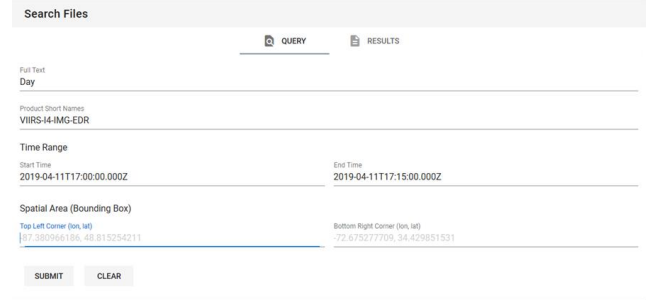 Search Files
QUERY RESULTS
Full Text
Day
Product Short Names
VIIRS-I4-IMG-EDR
Time Range
Start Time End Time
2019-04-11T17:00:00.000Z 2019-04-11T17:15:00.000Z
Spatial Area (Bounding Box)
Top Left Corner (lon, lat) Bottom Right Corner (lon, lat)
-87.380966186, 48.815254211 -72.675277709, 34.429851531
SUBMIT CLEAR